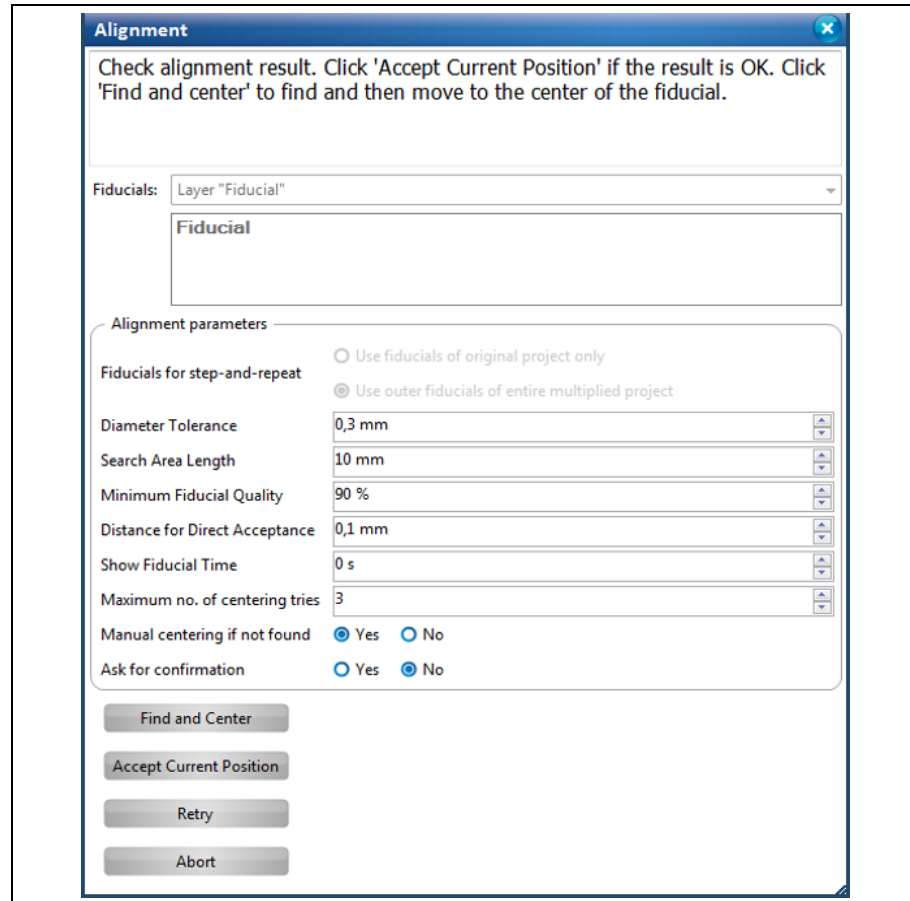 Alignment
Check alignment result. Click 'Accept Current Position' if the result is OK. Click
'Find and center' to find and then move to the center of the fiducial.
Fiducials: Layer "Fiducial"
Fiducial
Alignment parameters
Fiducials for step-and-repeat
Use fiducials of original project only
Use outer fiducials of entire multiplied project
Diameter Tolerance 0,3 mm
Search Area Length 10 mm
Minimum Fiducial Quality 90 %
Distance for Direct Acceptance 0,1 mm
Show Fiducial Time 0 s
Maximum no. of centering tries 3
Manual centering if not found Yes No
Ask for confirmation Yes No
Find and Center
Accept Current Position
Retry
Abort